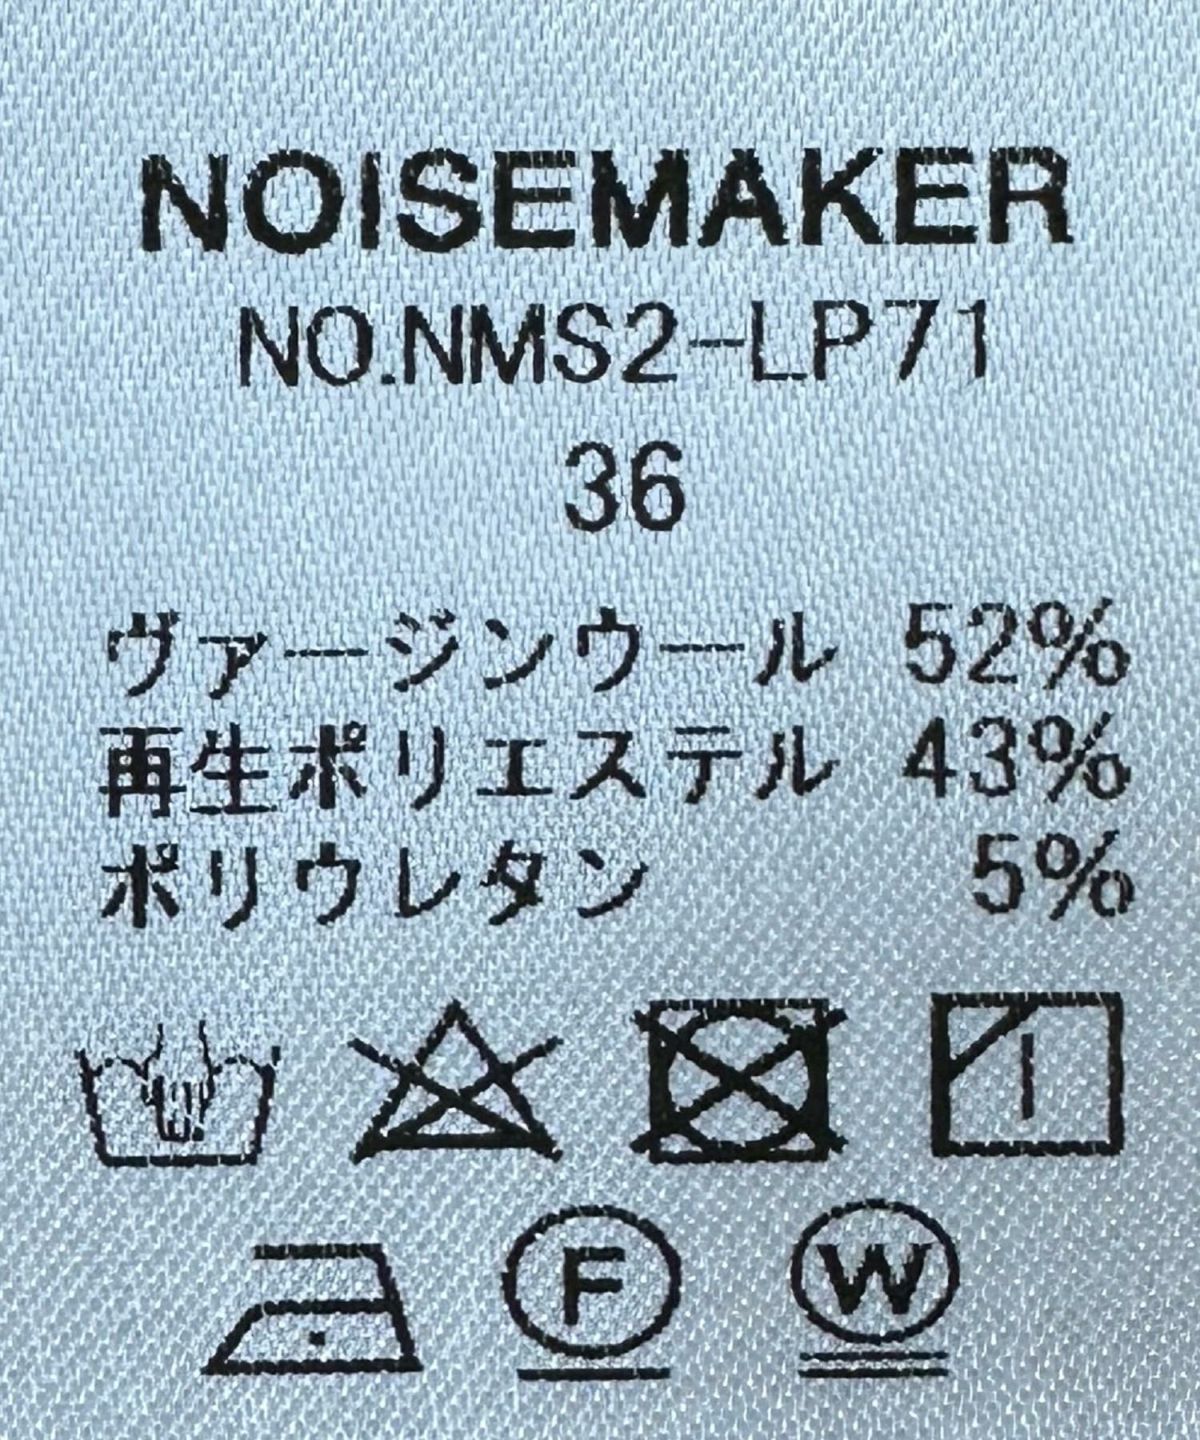 NOISEMAKER
NO.NMS2-LP71
36
ヴァージンウール 52%
再生ポリエステル 43%
ポリウレタン 5%
F W